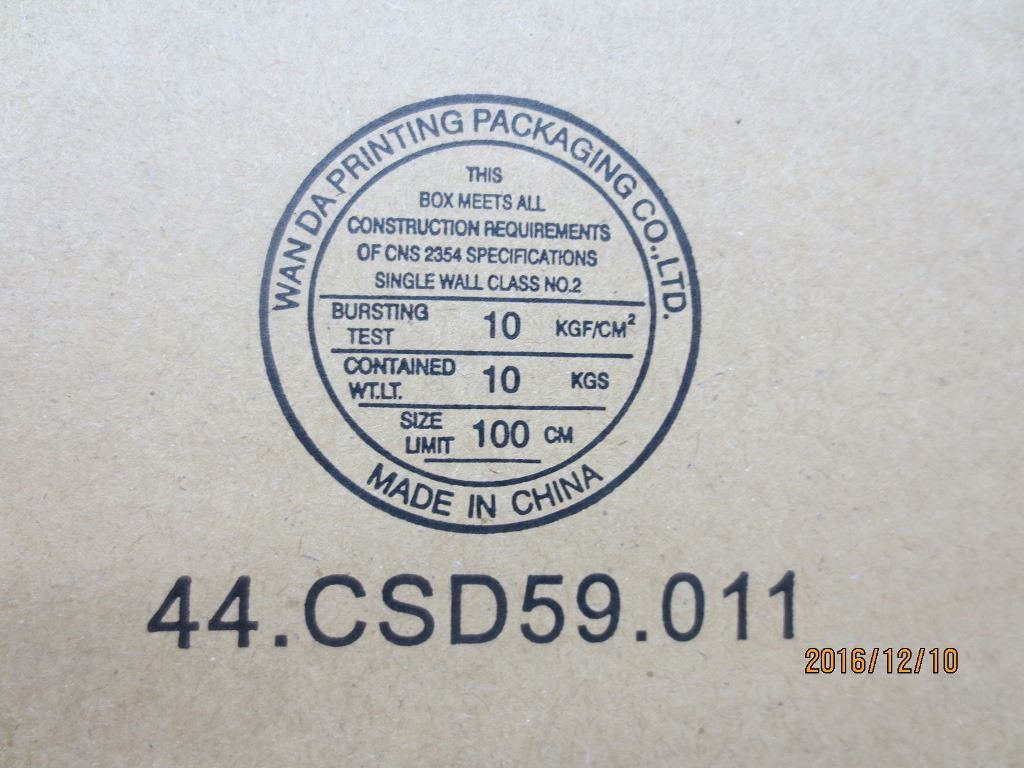 WAN DA.PRINTING PACKAGING CO.,LTD.
THIS
BOX MEETS ALL
CONSTRUCTION REQUIREMENTS
OF CNS 2354 SPECIFICATIONS
SINGLE WALL CLASS NO.2
BURSTING TEST 10 KGF/CM²
CONTAINED WT.LT. 10 KGS
SIZE LIMIT 100 CM
MADE IN CHINA
44.CSD59.011
2016/12/10